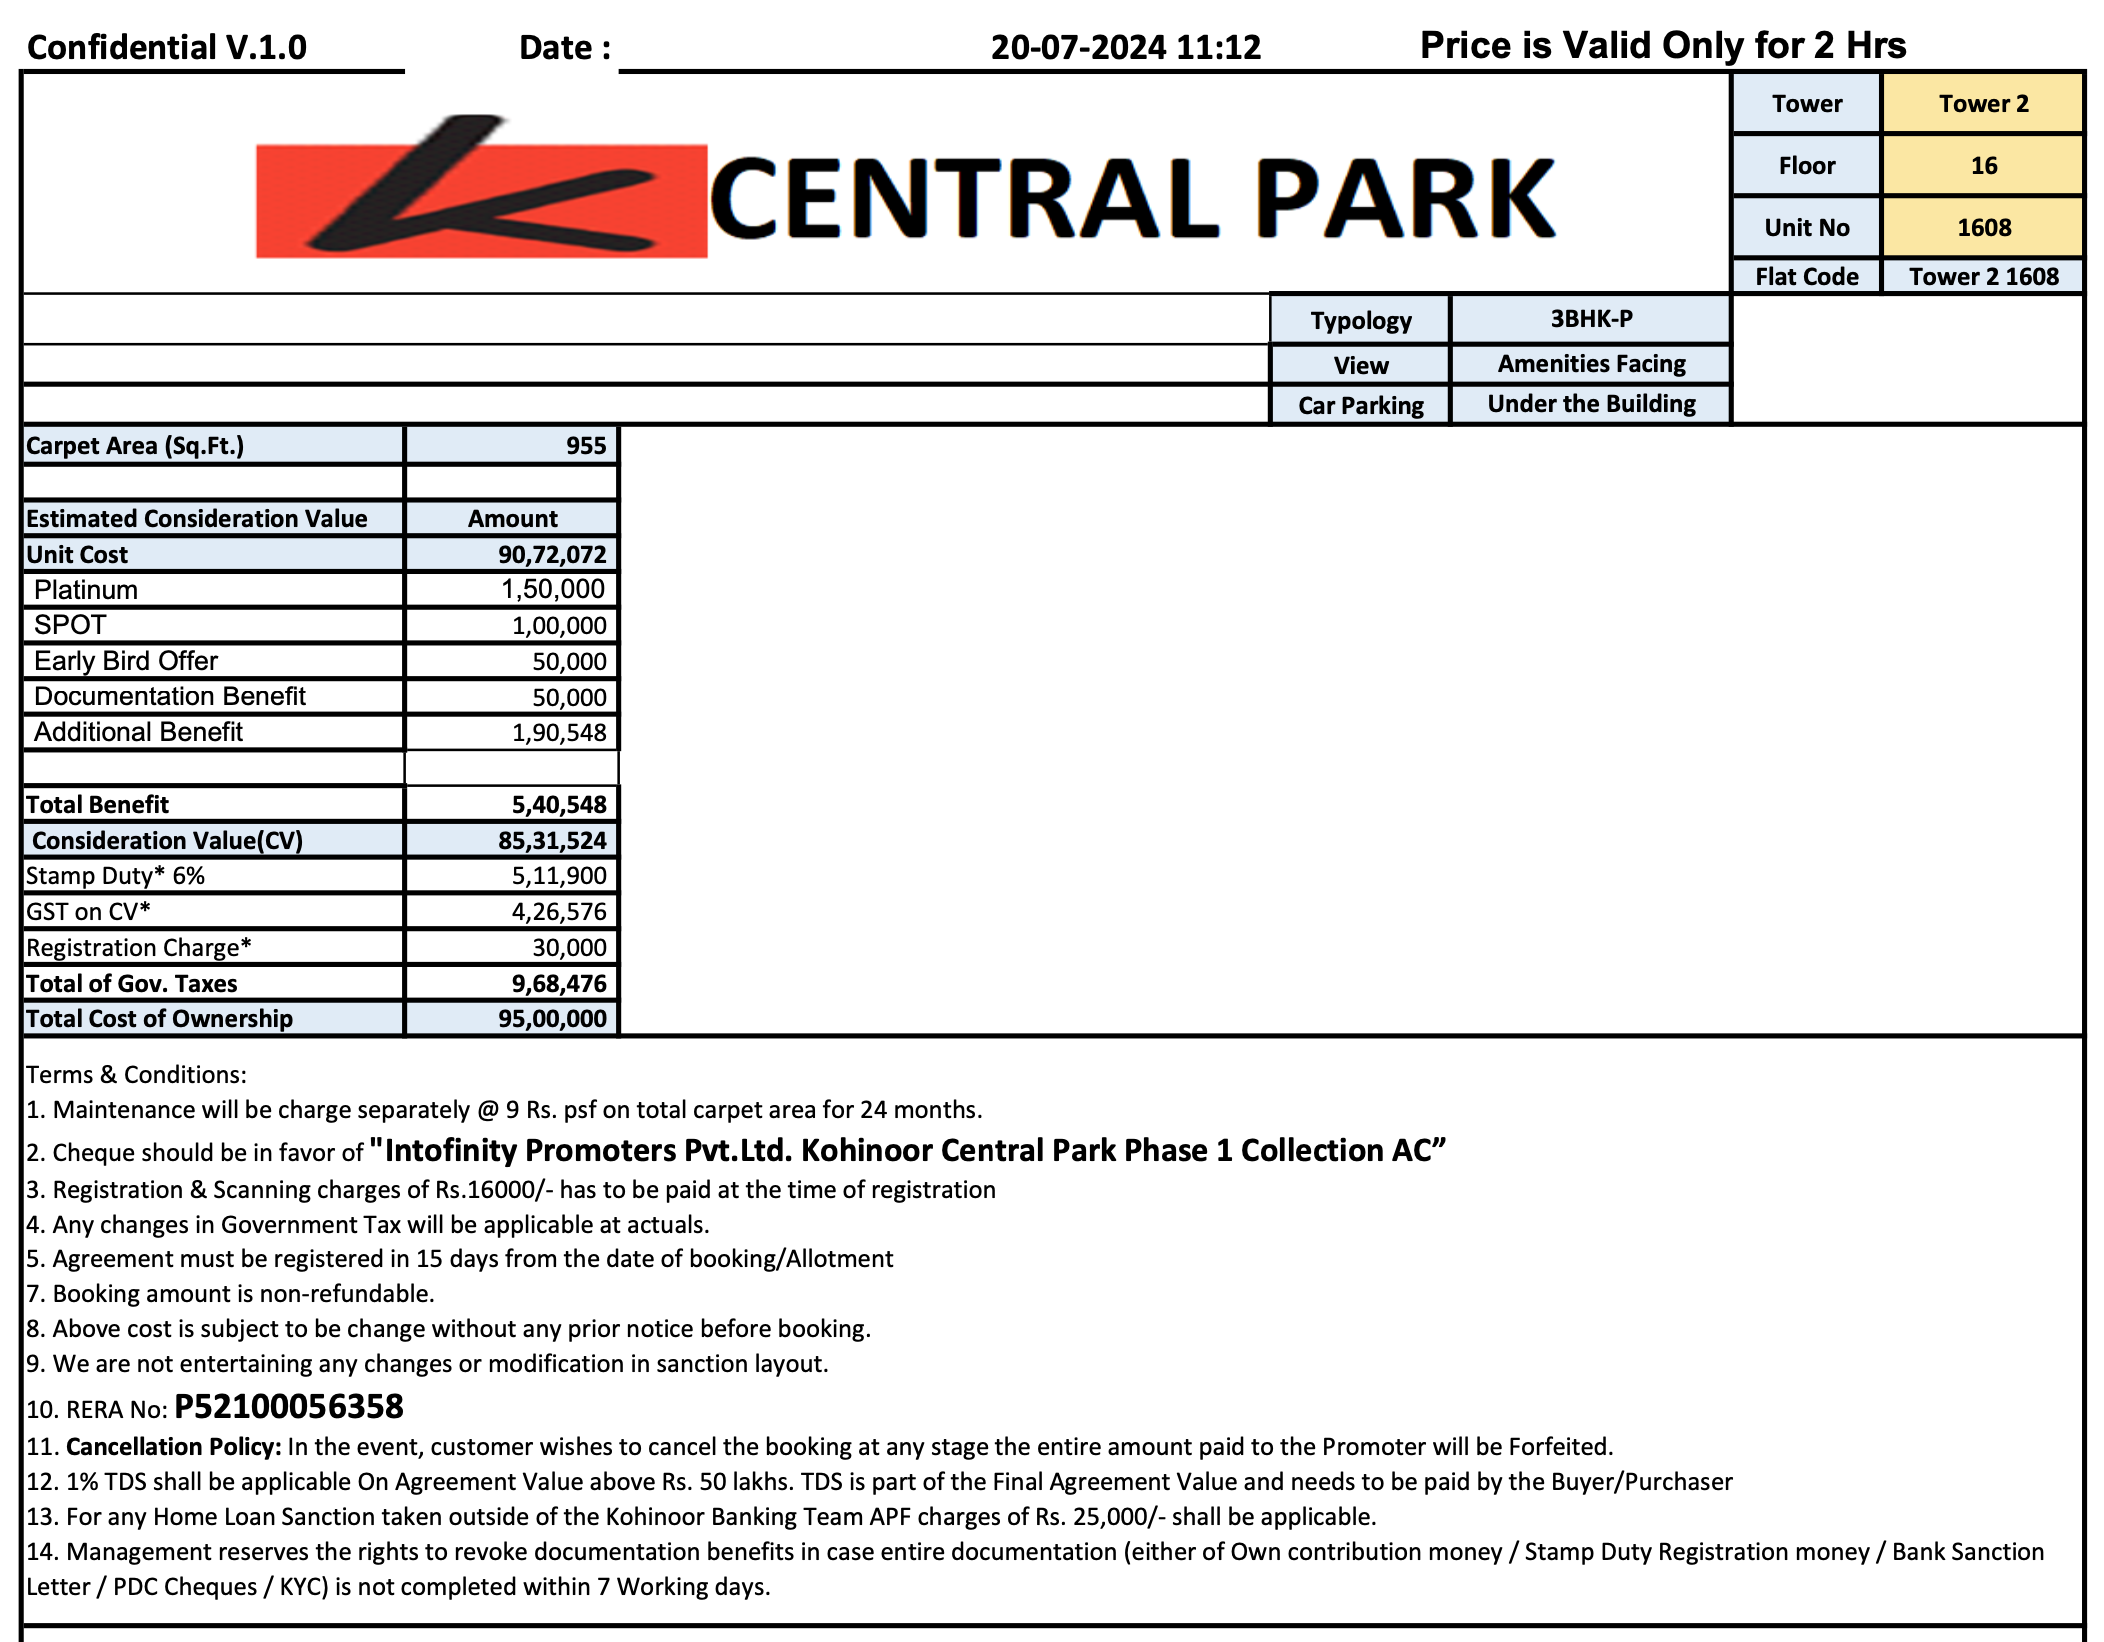 Confidential V.1.0 Date : 20-07-2024 11:12 Price is Valid Only for 2 Hrs
CENTRAL PARK
Tower Tower 2
Floor 16
Unit No 1608
Flat Code Tower 2 1608
Typology 3BHK-P
View Amenities Facing
Car Parking Under the Building
Carpet Area (Sq.Ft.) 955
Estimated Consideration Value Amount
Unit Cost 90,72,072
Platinum 1,50,000
SPOT 1,00,000
Early Bird Offer 50,000
Documentation Benefit 50,000
Additional Benefit 1,90,548
Total Benefit 5,40,548
Consideration Value(CV) 85,31,524
Stamp Duty* 6% 5,11,900
GST on CV* 4,26,576
Registration Charge* 30,000
Total of Gov. Taxes 9,68,476
Total Cost of Ownership 95,00,000
Terms & Conditions:
1. Maintenance will be charge separately @ 9 Rs. psf on total carpet area for 24 months.
2. Cheque should be in favor of "Intofinity Promoters Pvt.Ltd. Kohinoor Central Park Phase 1 Collection AC”
3. Registration & Scanning charges of Rs.16000/- has to be paid at the time of registration
4. Any changes in Government Tax will be applicable at actuals.
5. Agreement must be registered in 15 days from the date of booking/Allotment
7. Booking amount is non-refundable.
8. Above cost is subject to be change without any prior notice before booking.
9. We are not entertaining any changes or modification in sanction layout.
10. RERA No: P52100056358
11. Cancellation Policy: In the event, customer wishes to cancel the booking at any stage the entire amount paid to the Promoter will be Forfeited.
12. 1% TDS shall be applicable On Agreement Value above Rs. 50 lakhs. TDS is part of the Final Agreement Value and needs to be paid by the Buyer/Purchaser
13. For any Home Loan Sanction taken outside of the Kohinoor Banking Team APF charges of Rs. 25,000/- shall be applicable.
14. Management reserves the rights to revoke documentation benefits in case entire documentation (either of Own contribution money / Stamp Duty Registration money / Bank Sanction
Letter / PDC Cheques / KYC) is not completed within 7 Working days.